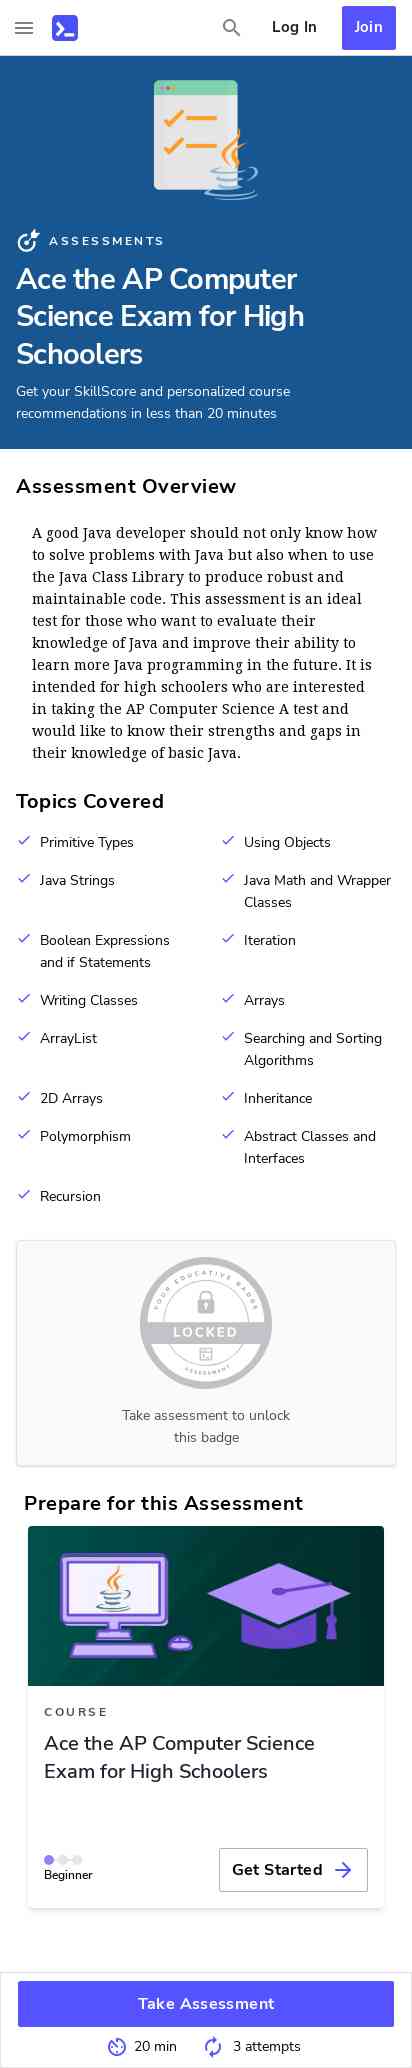 Log In
Join
ASSESSMENTS
Ace the AP Computer
Science Exam for High
Schoolers
Get your SkillScore and personalized course
recommendations in less than 20 minutes
Assessment Overview
A good Java developer should not only know how
to solve problems with Java but also when to use
the Java Class Library to produce robust and
maintainable code. This assessment is an ideal
test for those who want to evaluate their
knowledge of Java and improve their ability to
learn more Java programming in the future. It is
intended for high schoolers who are interested
in taking the AP Computer Science A test and
would like to know their strengths and gaps in
their knowledge of basic Java.
Topics Covered
Primitive Types
Using Objects
Java Strings
Java Math and Wrapper
Classes
Boolean Expressions
and if Statements
Iteration
Writing Classes
Arrays
ArrayList
Searching and Sorting
Algorithms
2D Arrays
Inheritance
Polymorphism
Abstract Classes and
Interfaces
Recursion
YOUR EDUCATIVE BADGE
LOCKED
ASSESSMENT
Take assessment to unlock
this badge
Prepare for this Assessment
COURSE
Ace the AP Computer Science
Exam for High Schoolers
Beginner
Get Started
Take Assessment
20 min
3 attempts